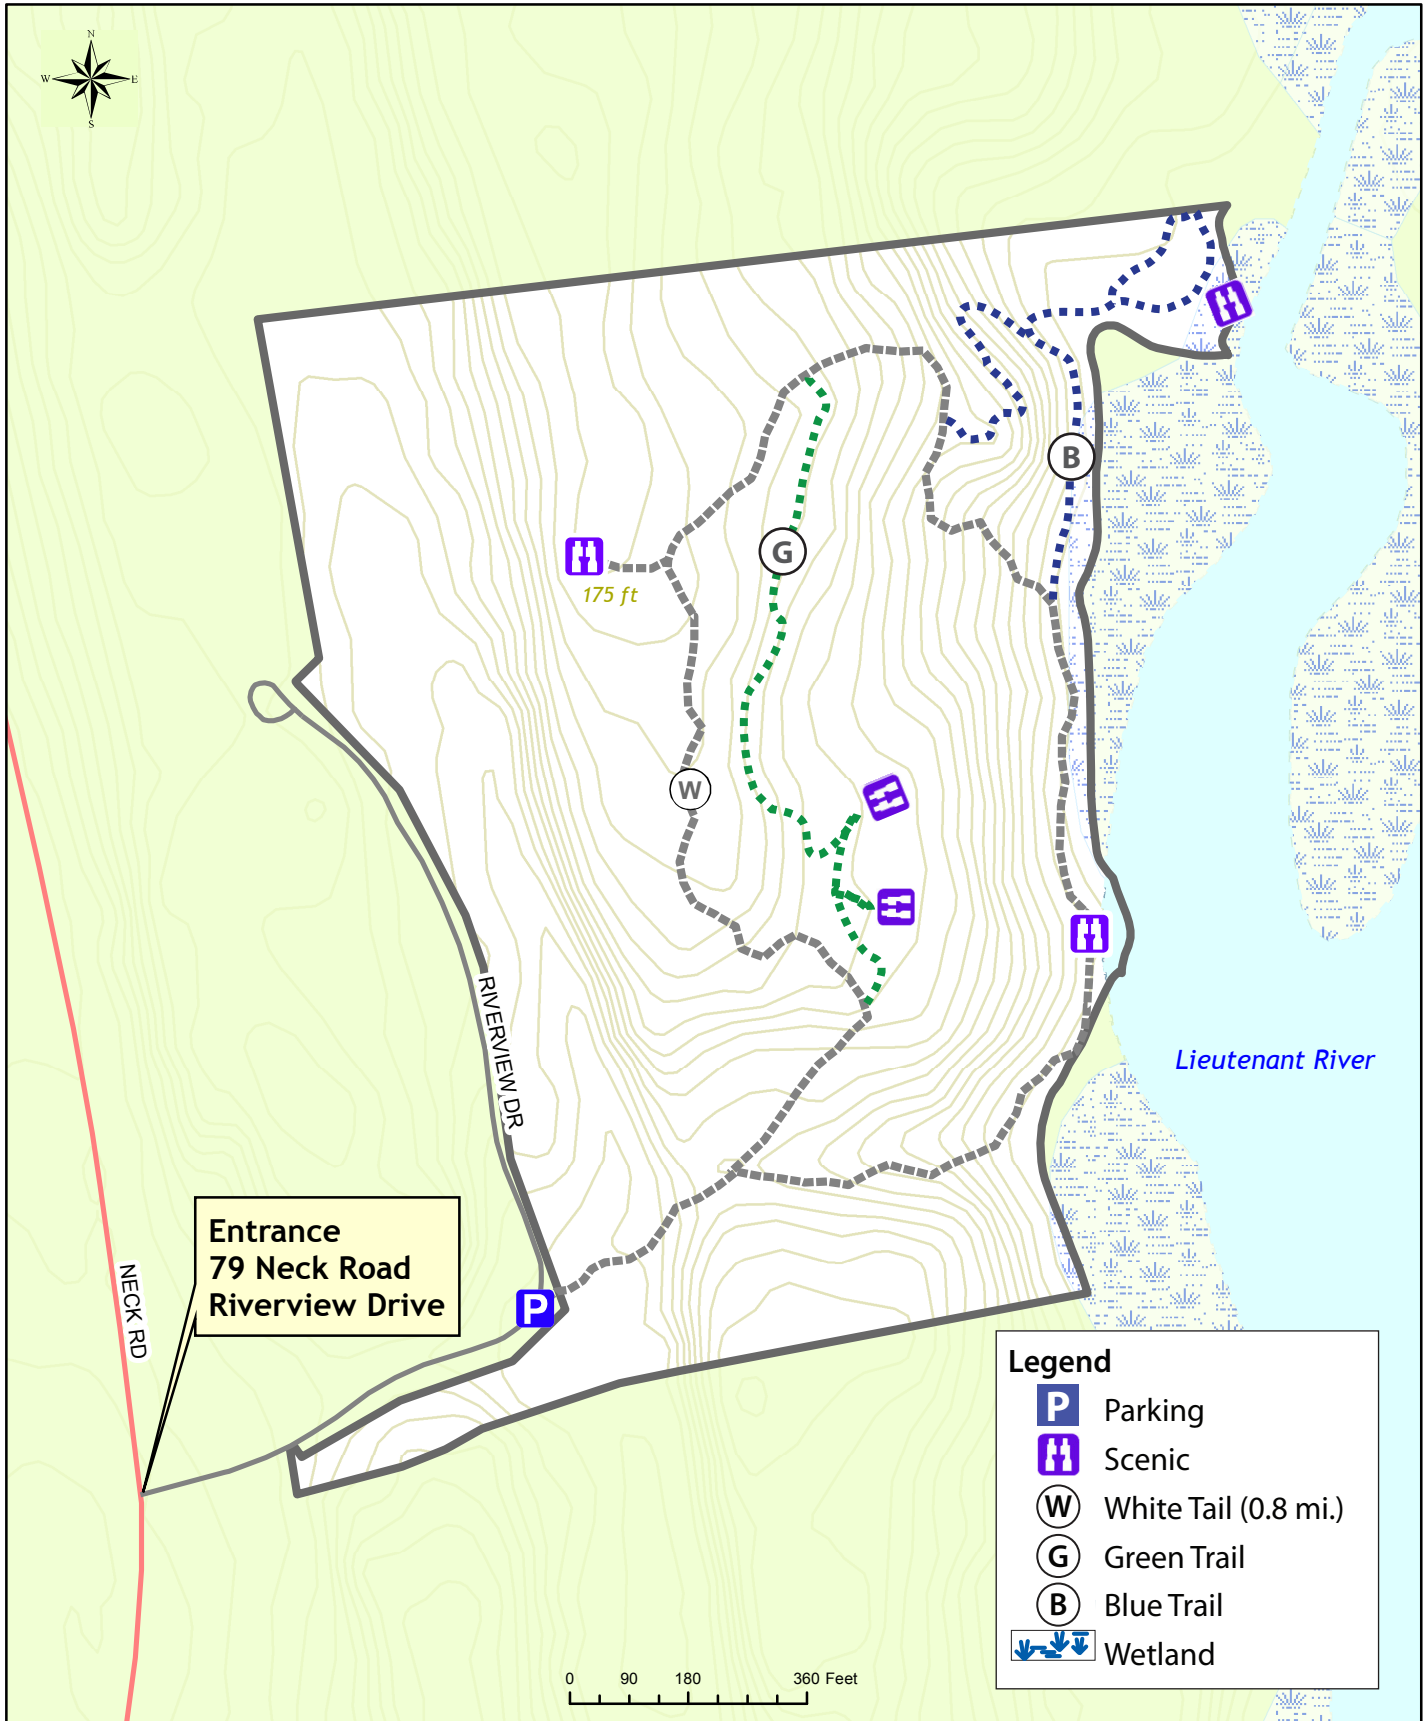 N
W E
S
B
G
175 ft
W
RIVERVIEW DR
Lieutenant River
Entrance
79 Neck Road
Riverview Drive
NECK RD
P
Legend
P Parking
Scenic
W White Tail (0.8 mi.)
G Green Trail
B Blue Trail
Wetland
0 90 180 360 Feet